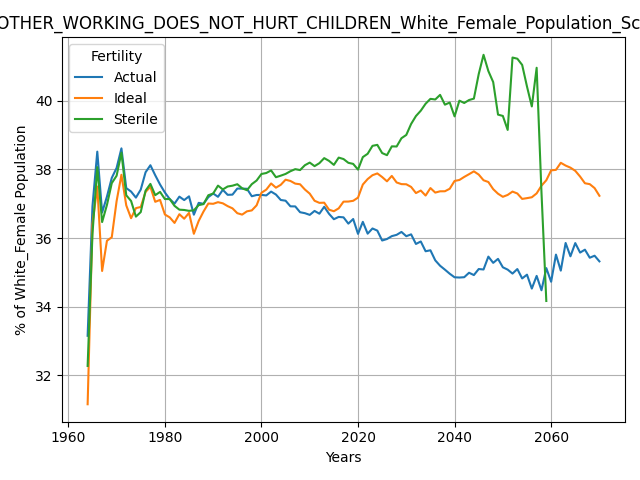 OTHER_WORKING_DOES_NOT_HURT_CHILDREN_White_Female_Population_Sc
Fertility
Actual
Ideal
Sterile
% of White_Female Population
40
38
36
34
32
1960
1980
2000
2020
2040
2060
Years